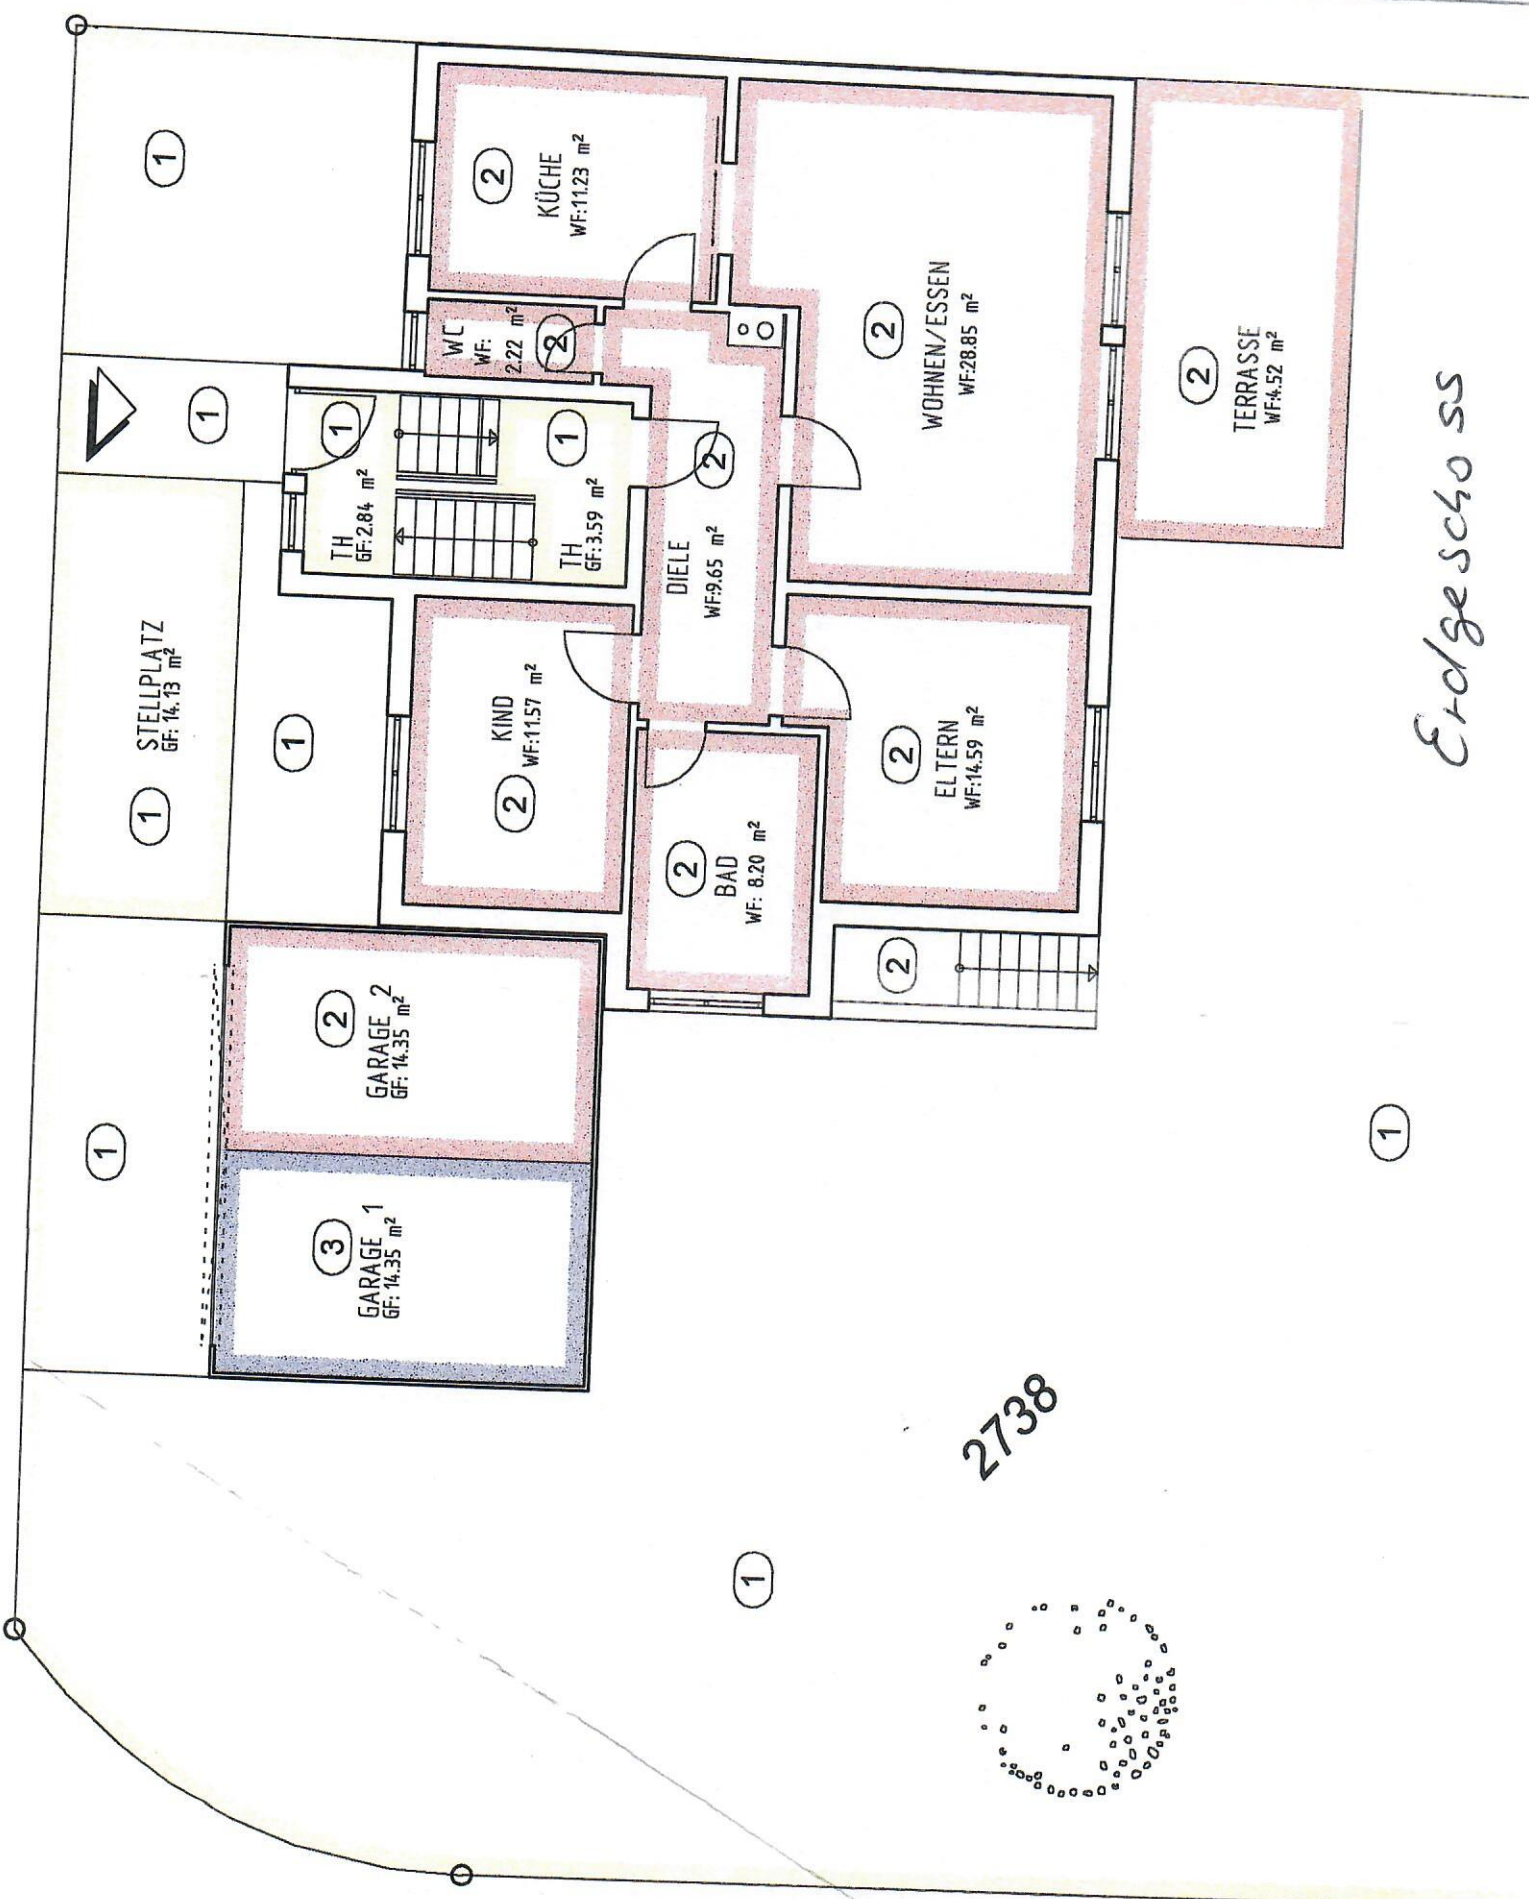 1
2
KÜCHE
WF:11.23 m²
WC
WF:
2.22 m²
2
1
1
TH
GF:2.84 m²
1
TH
GF:3.59 m²
2
DIELE
WF:9.65 m²
2
WOHNEN/ESSEN
WF:28.85 m²
2
TERRASSE
WF:4.52 m²
STELLPLATZ
GF: 14.13 m²
1
1
KIND
WF:11.57 m²
2
2
BAD
WF: 8.20 m²
2
ELTERN
WF:14.59 m²
2
1
2
GARAGE 2
GF: 14.35 m²
3
GARAGE 1
GF: 14.35 m²
1
1
2738
Erdgeschoss